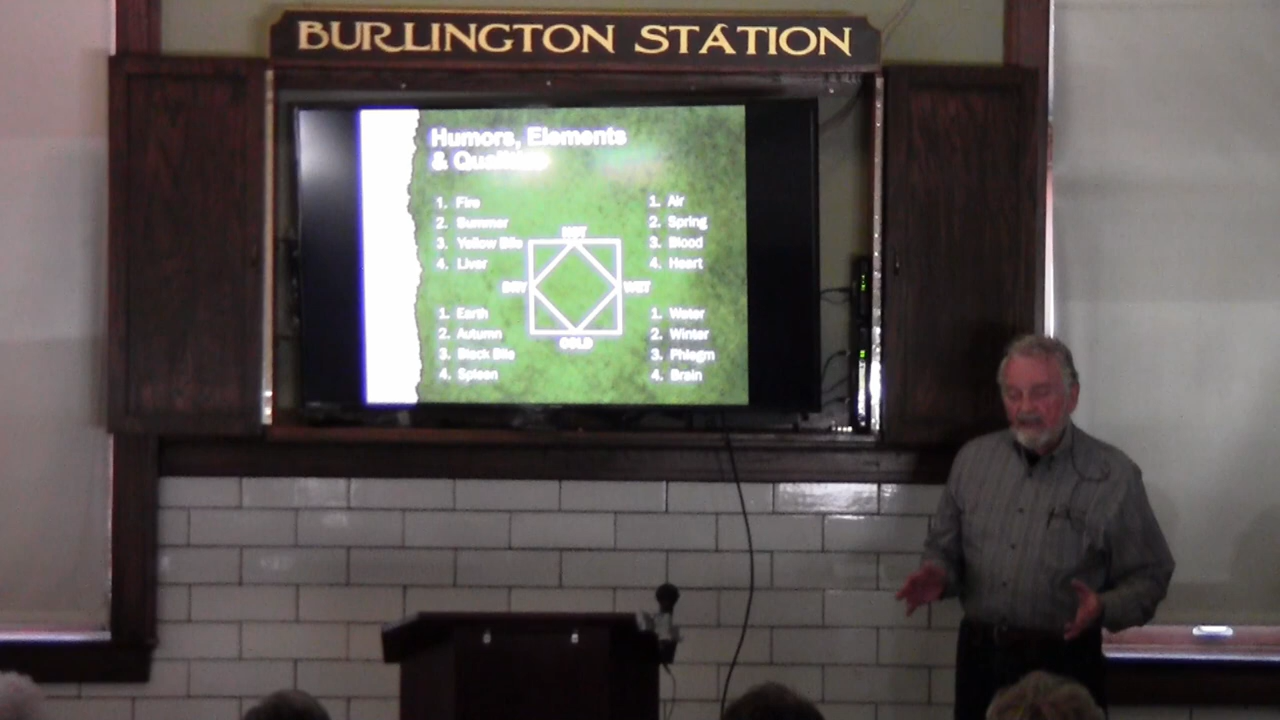 BURLINGTON STATION
Humors, Elements
& Qualities
1. Fire
2. Summer
3. Yellow Bile
4. Liver
1. Air
2. Spring
3. Blood
4. Heart
HOT
DRY
WET
COLD
1. Earth
2. Autumn
3. Black Bile
4. Spleen
1. Water
2. Winter
3. Phlegm
4. Brain